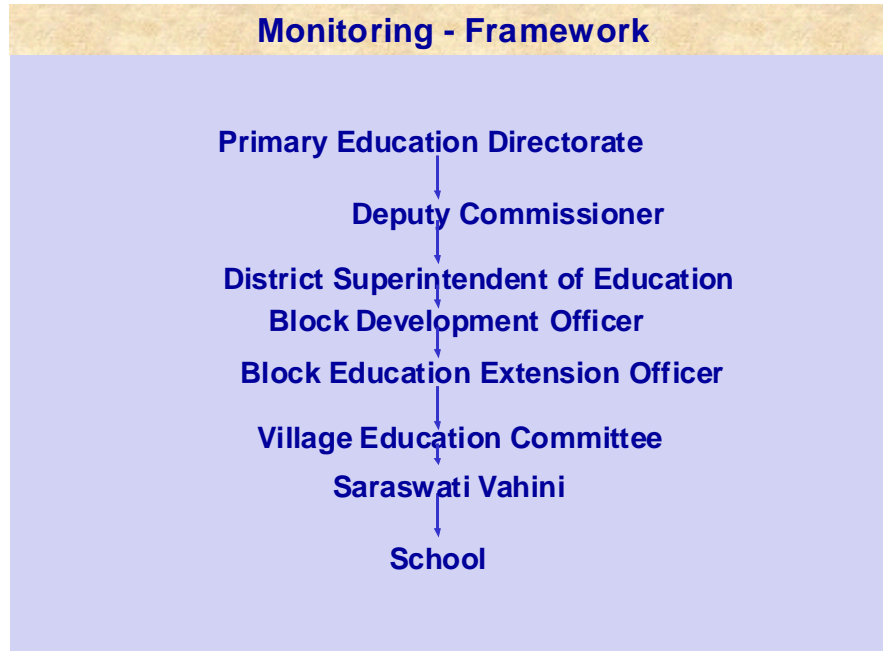 Monitoring - Framework
Primary Education Directorate
Deputy Commissioner
District Superintendent of Education
Block Development Officer
Block Education Extension Officer
Village Education Committee
Saraswati Vahini
School